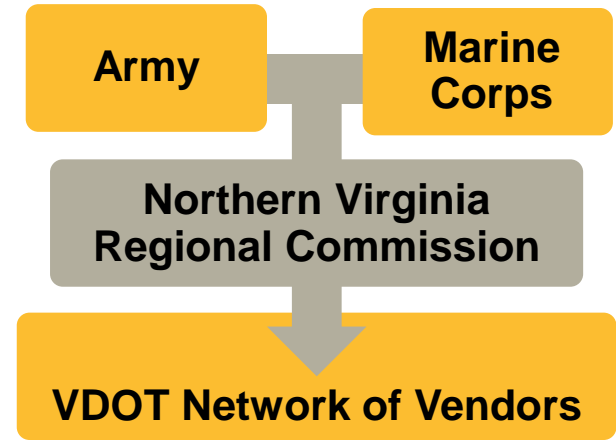 Army
Marine
Corps
Northern Virginia
Regional Commission
VDOT Network of Vendors